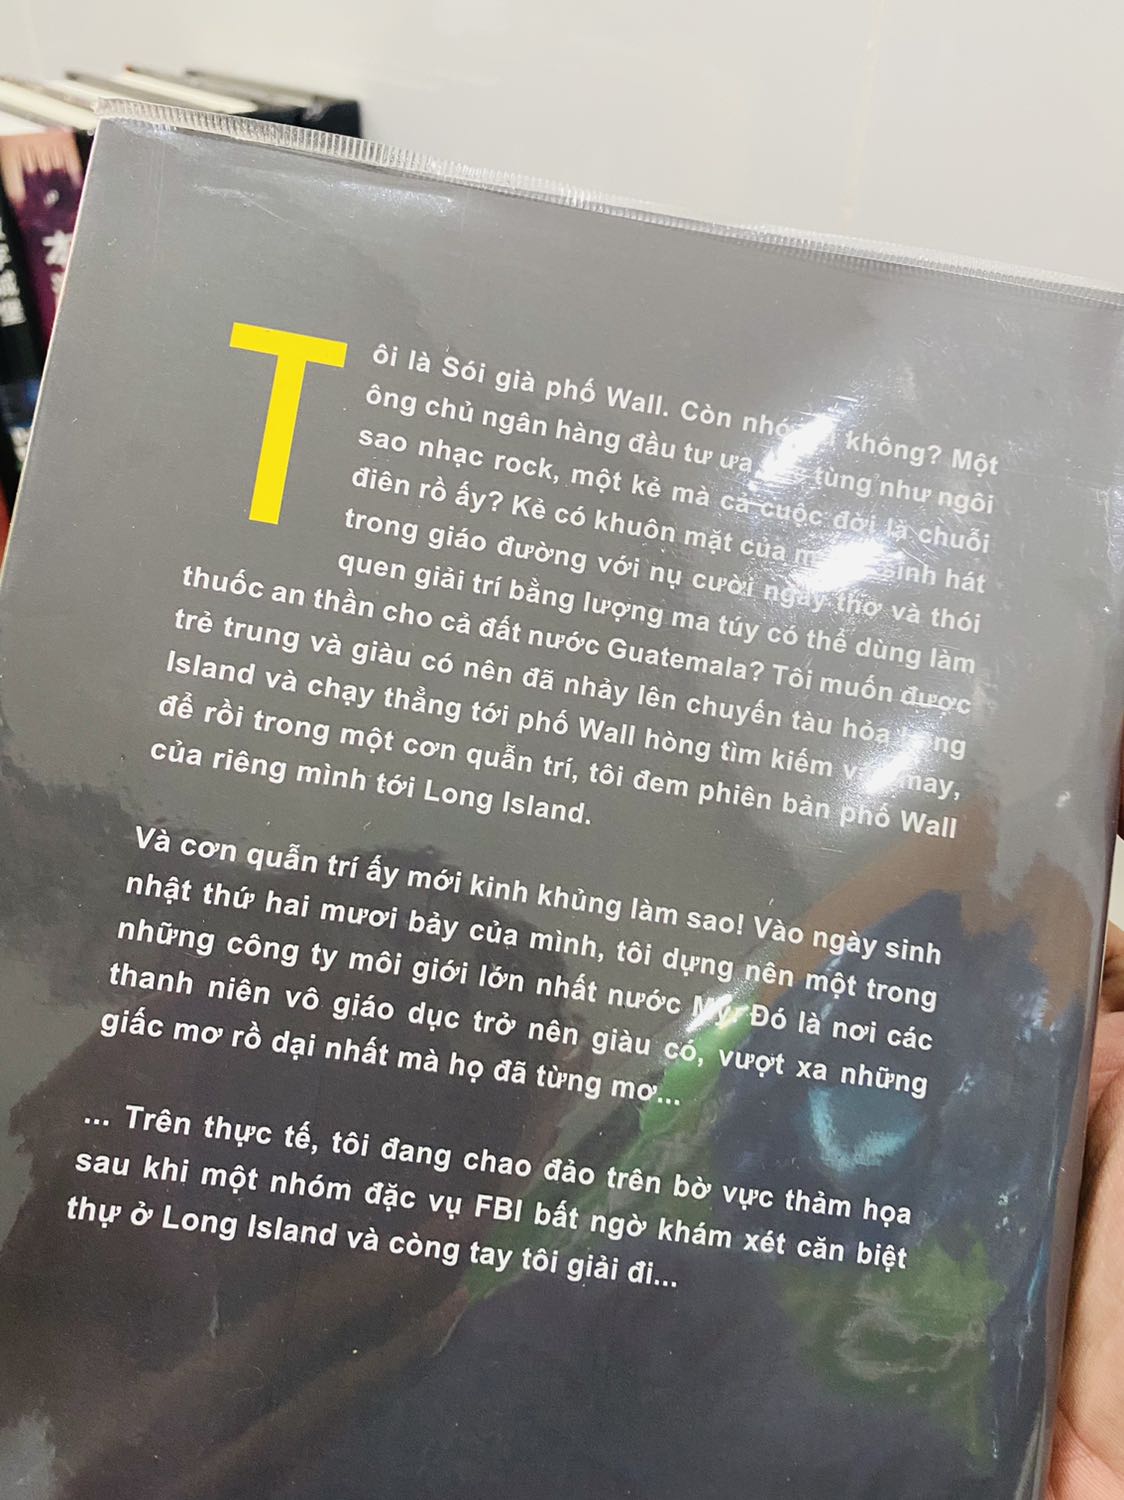 Tôi là Sói già phố Wall. Còn nhớ không? Một
ông chủ ngân hàng đầu tư ưa tùng như ngôi
sao nhạc rock, một kẻ mà cả cuộc đời là chuỗi
điên rồ ấy? Kẻ có khuôn mặt của sinh hát
trong giáo đường với nụ cười ngây thơ và thói
quen giải trí bằng lượng ma túy có thể dùng làm
thuốc an thần cho cả đất nước Guatemala? Tôi muốn được
trẻ trung và giàu có nên đã nhảy lên chuyến tàu hỏa Long
Island và chạy thẳng tới phố Wall hòng tìm kiếm vận may,
để rồi trong một cơn quẫn trí, tôi đem phiên bản phố Wall
của riêng mình tới Long Island.
Và cơn quẫn trí ấy mới kinh khủng làm sao! Vào ngày sinh
nhật thứ hai mươi bảy của mình, tôi dựng nên một trong
những công ty môi giới lớn nhất nước Mỹ. Đó là nơi các
thanh niên vô giáo dục trở nên giàu có, vượt xa những
giấc mơ rồ dại nhất mà họ đã từng mơ...
... Trên thực tế, tôi đang chao đảo trên bờ vực thảm họa
sau khi một nhóm đặc vụ FBI bất ngờ khám xét căn biệt
thự ở Long Island và còng tay tôi giải đi...